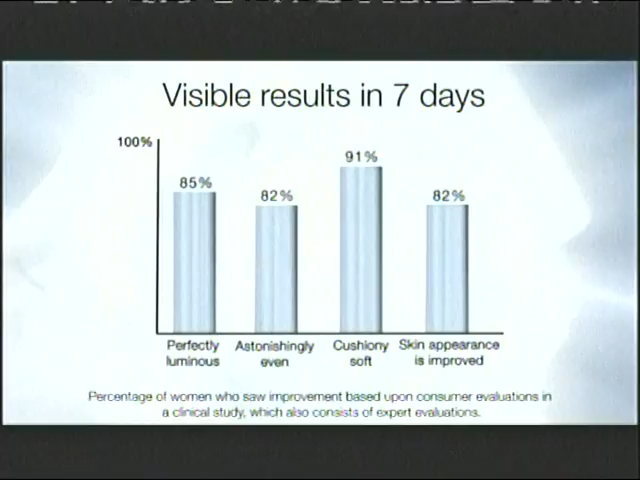 Visible results in 7 days
100%
85%
82%
91%
82%
Perfectly luminous
Astonishingly even
Cushiony soft
Skin appearance is improved
Percentage of women who saw improvement based upon consumer evaluations in
a clinical study, which also consists of expert evaluations.